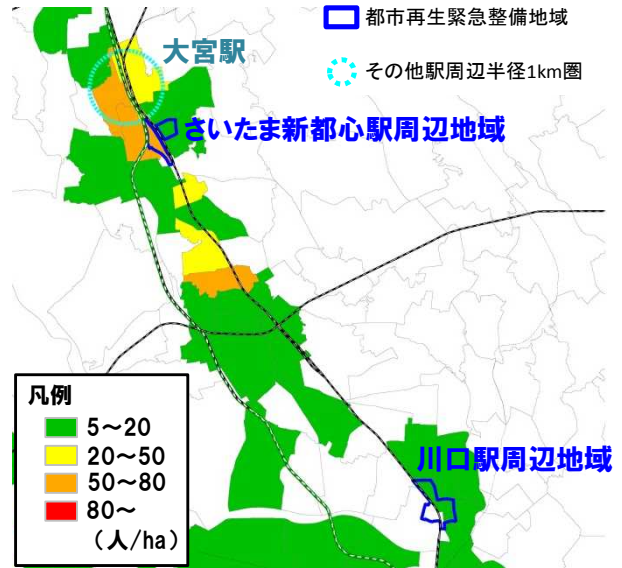 都市再生緊急整備地域
大宮駅
その他駅周辺半径1km圏
さいたま新都心駅周辺地域
凡例
5～20
20～50
50～80
80～
(人/ha)
川口駅周辺地域